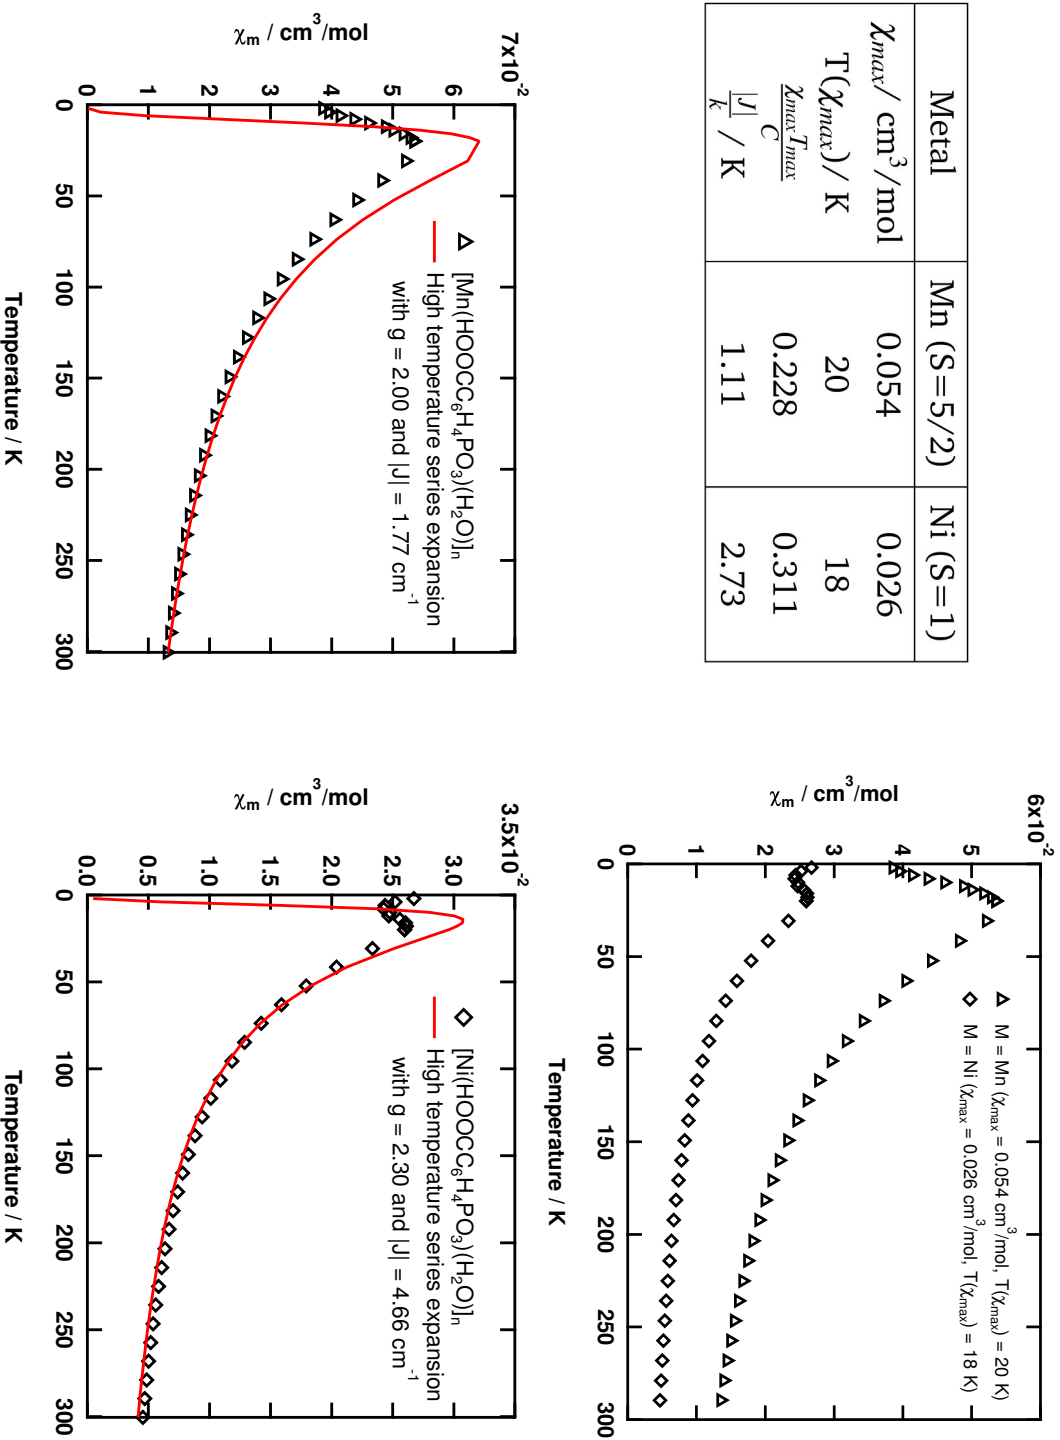 Metal Mn (S=5/2) Ni (S=1)
χmax/ cm³/mol 0.054 0.026
T(χmax)/ K 20 18
χmaxTmax/C 0.228 0.311
|J|/k / K 1.11 2.73
6x10⁻²
5
4
3
2
1
0
χm / cm³/mol
0 50 100 150 200 250 300
Temperature / K
M = Mn (χmax = 0.054 cm³/mol, T(χmax) = 20 K)
M = Ni (χmax = 0.026 cm³/mol, T(χmax) = 18 K)
7x10⁻²
6
5
4
3
2
1
0
χm / cm³/mol
0 50 100 150 200 250 300
Temperature / K
[Mn(HOOCC₆H₄PO₃)(H₂O)]ₙ
High temperature series expansion
with g = 2.00 and |J| = 1.77 cm⁻¹
3.5x10⁻²
3.0
2.5
2.0
1.5
1.0
0.5
0.0
χm / cm³/mol
0 50 100 150 200 250 300
Temperature / K
[Ni(HOOCC₆H₄PO₃)(H₂O)]ₙ
High temperature series expansion
with g = 2.30 and |J| = 4.66 cm⁻¹